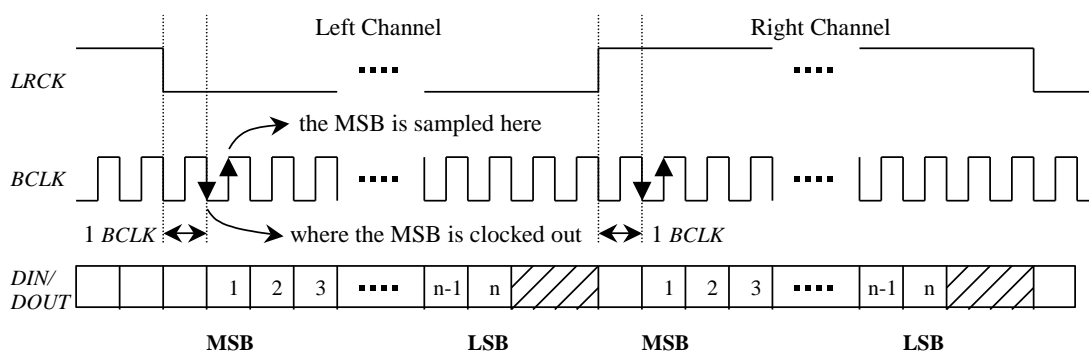 Left Channel Right Channel
LRCK
the MSB is sampled here
BCLK
1 BCLK where the MSB is clocked out 1 BCLK
DIN/
DOUT
1 2 3 n-1 n 1 2 3 n-1 n
MSB LSB MSB LSB